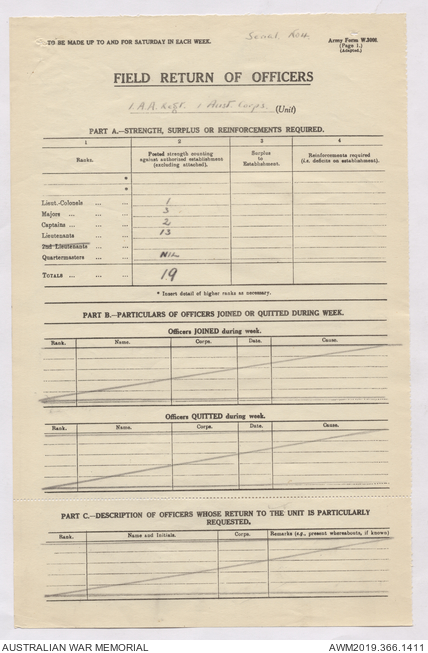 TO BE MADE UP TO AND FOR SATURDAY IN EACH WEEK.
Serial
Army Form W.3008.
(Page 1.)
(Adapted.)
FIELD RETURN OF OFFICERS
1. A.A. Regt. 1 Aust. Corps. (Unit)
PART A.—STRENGTH, SURPLUS OR REINFORCEMENTS REQUIRED.
1 2 3 4
Ranks. Posted strength counting against authorised establishment (excluding attached). Surplus to Establishment. Reinforcements required (i.e. deficits on establishment).
*
*
Lieut.-Colonels ... ... 1
Majors ... ... ... 3
Captains ... ... ... 2
Lieutenants ... ... 13
2nd Lieutenants ... ...
Quartermasters ... ... NIL
TOTALS ... ... 19
* Insert detail of higher ranks as necessary.
PART B.—PARTICULARS OF OFFICERS JOINED OR QUITTED DURING WEEK.
Officers JOINED during week.
Rank. Name. Corps. Date. Cause.
Officers QUITTED during week.
Rank. Name. Corps. Date. Cause.
PART C.—DESCRIPTION OF OFFICERS WHOSE RETURN TO THE UNIT IS PARTICULARLY
REQUESTED.
Rank. Name and Initials. Corps. Remarks (e.g., present whereabouts, if known)
AUSTRALIAN WAR MEMORIAL
AWM2019.366.1411